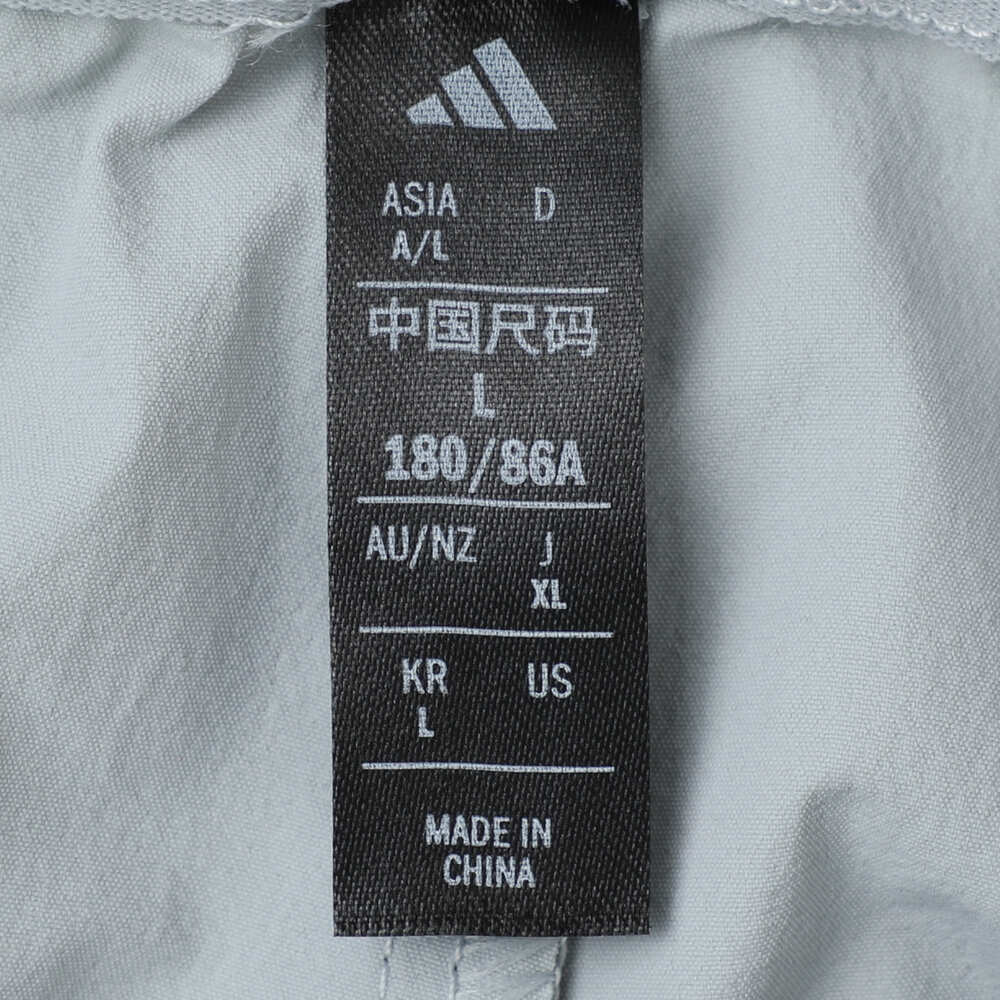 ASIA D
A/L
中国尺码
L
180/86A
AU/NZ J
XL
KR US
L
MADE IN
CHINA